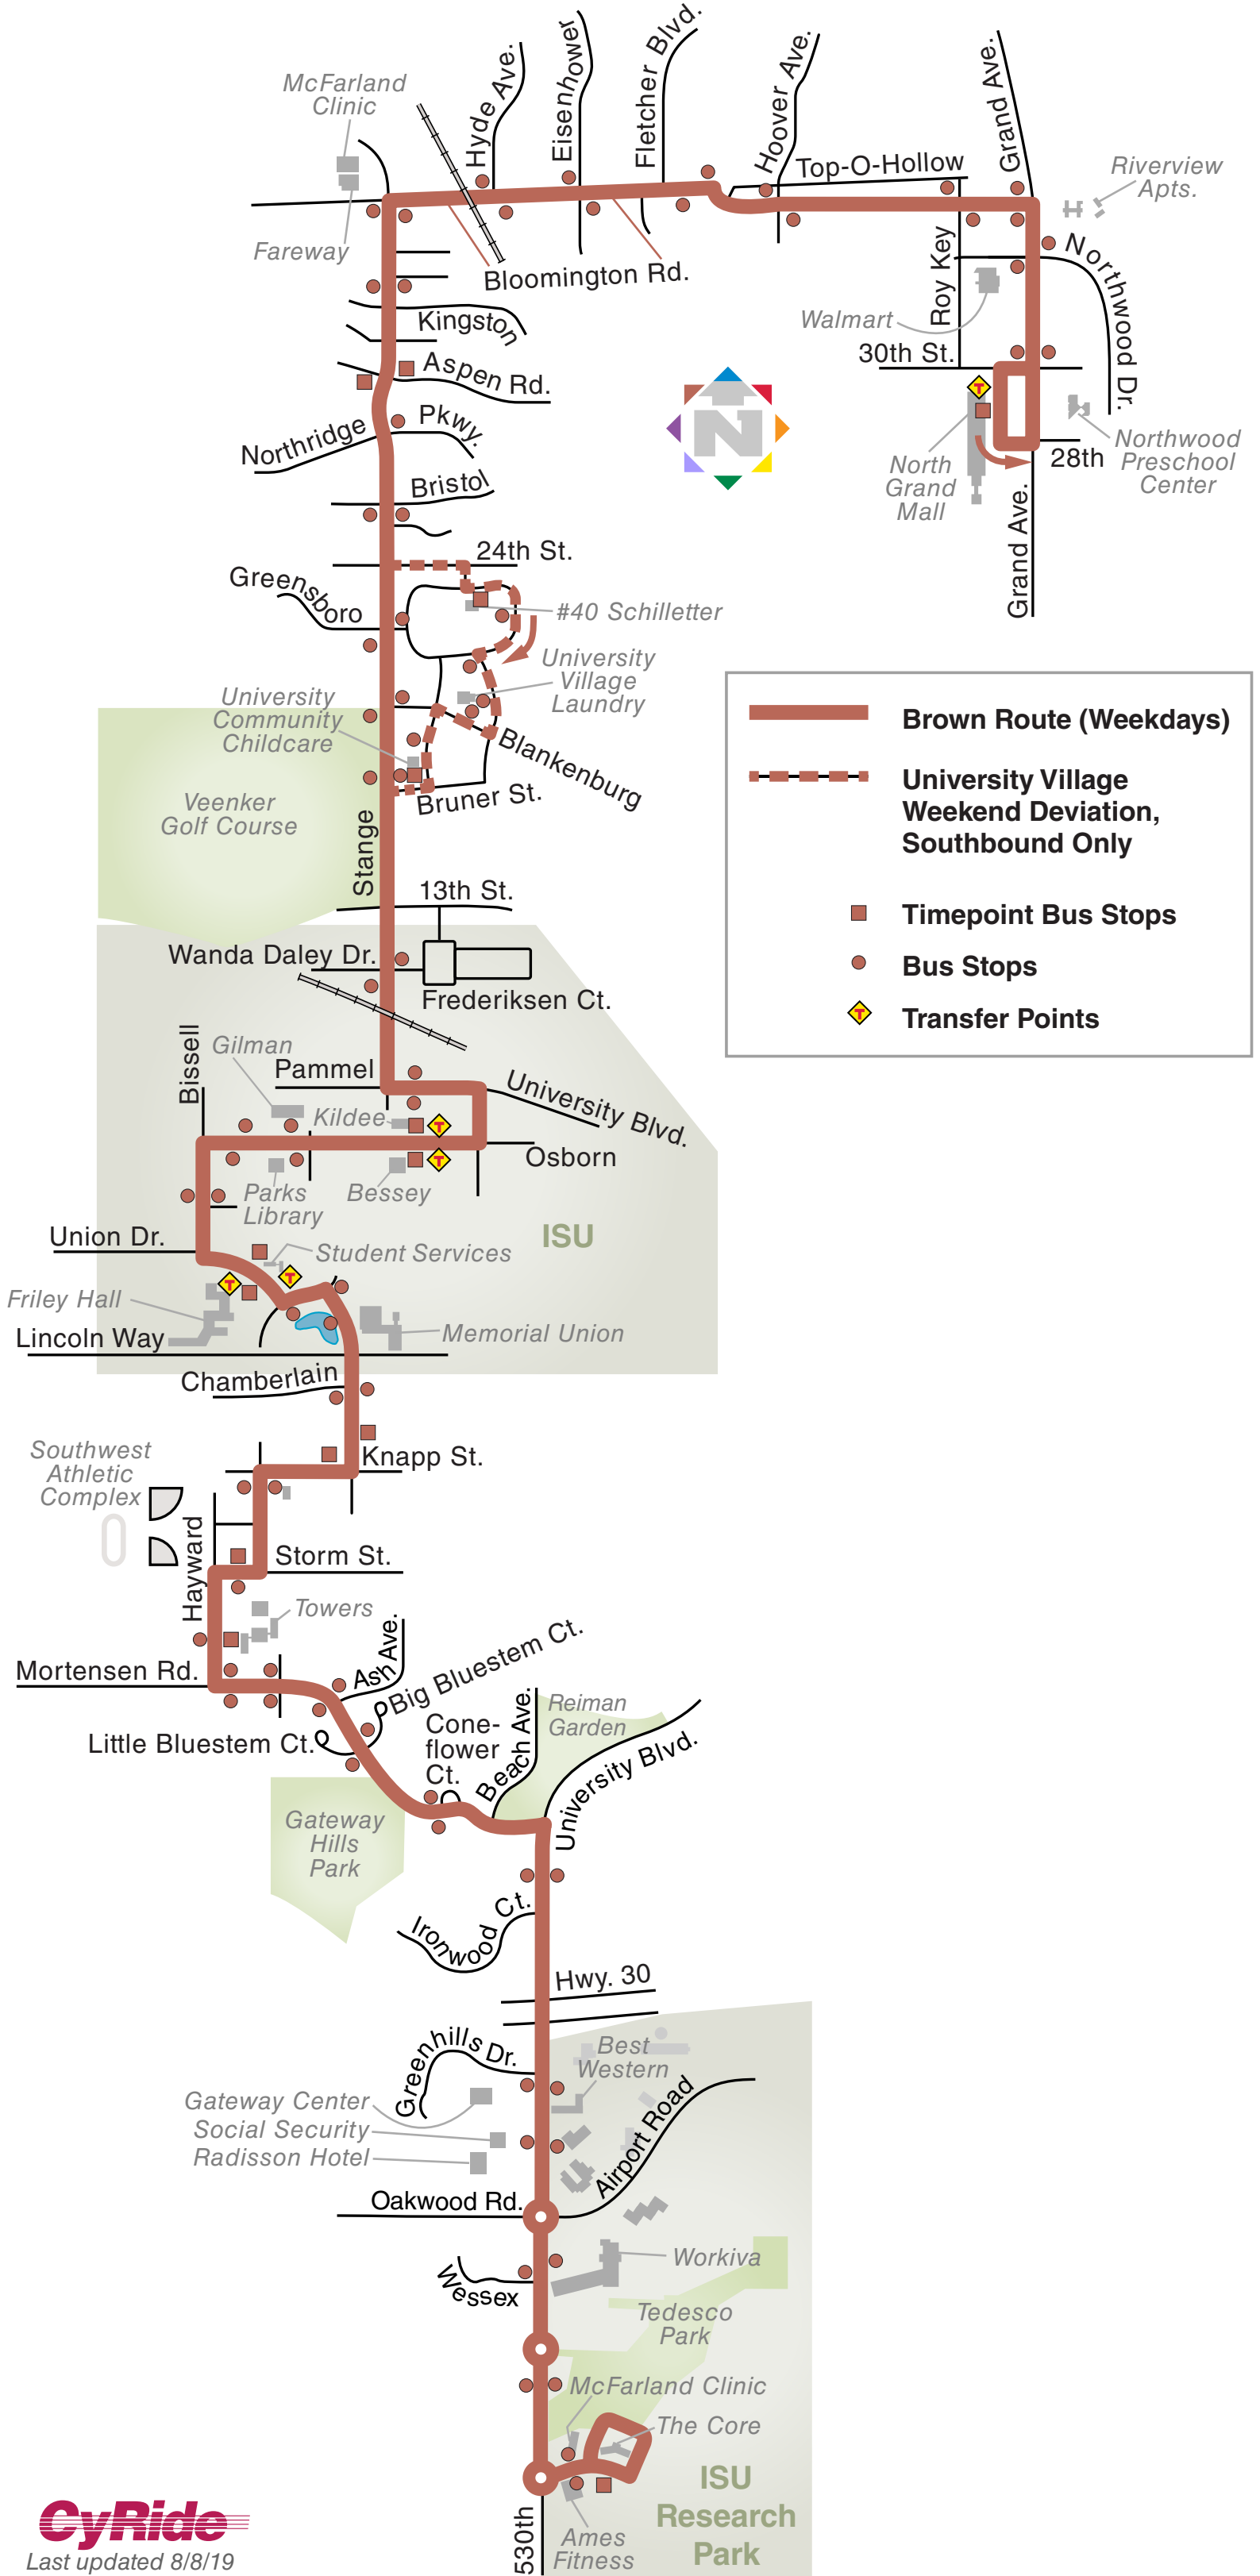 McFarland
Clinic
Hyde Ave.
Eisenhower
Fletcher Blvd.
Hoover Ave.
Grand Ave.
Top-O-Hollow
Riverview
Apts.
Fareway
Bloomington Rd.
Roy Key
Northwood Dr.
Kingston
Walmart
30th St.
Aspen Rd.
T
Northridge
Pkwy.
N
North
Grand
Mall
28th
Northwood
Preschool
Center
Bristol
Grand Ave.
24th St.
Greensboro
#40 Schilletter
University
Village
Laundry
University
Community
Childcare
Blankenburg
Bruner St.
Veenker
Golf Course
Stange
Brown Route (Weekdays)
University Village
Weekend Deviation,
Southbound Only
Timepoint Bus Stops
Bus Stops
T
Transfer Points
13th St.
Wanda Daley Dr.
Frederiksen Ct.
Bissell
Gilman
Pammel
University Blvd.
Kildee
T
Osborn
T
Parks
Library
Bessey
ISU
Union Dr.
Student Services
T
T
Friley Hall
Lincoln Way
Memorial Union
Chamberlain
Knapp St.
Southwest
Athletic
Complex
Hayward
Storm St.
Towers
Mortensen Rd.
Ash Ave.
Big Bluestem Ct.
Little Bluestem Ct.
Cone-
flower
Ct.
Beach Ave.
Reiman
Garden
University Blvd.
Gateway
Hills
Park
Ironwood Ct.
Hwy. 30
Greenhills Dr.
Best
Western
Gateway Center
Social Security
Radisson Hotel
Airport Road
Oakwood Rd.
Workiva
Wessex
Tedesco
Park
McFarland Clinic
The Core
ISU
Research
Park
530th
Ames
Fitness
CyRide
Last updated 8/8/19